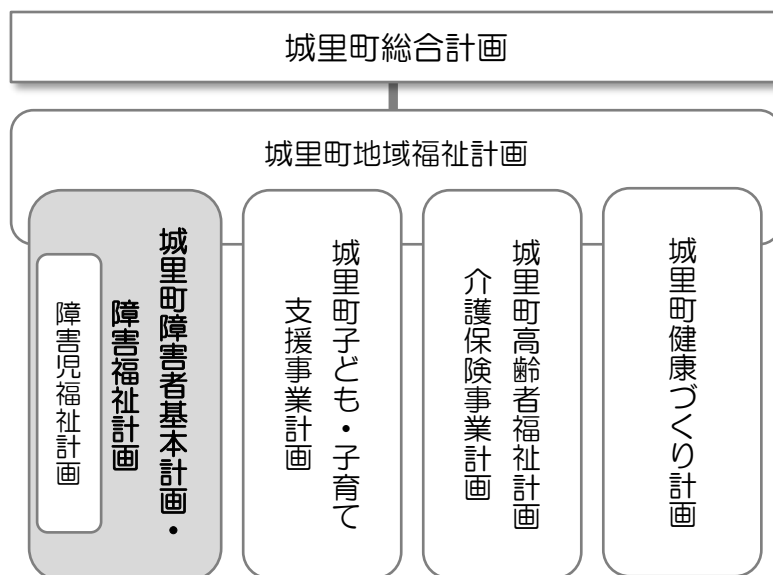 城里町総合計画
城里町地域福祉計画
城里町障害者基本計画・
障害福祉計画
障害児福祉計画
城里町子ども・子育て
支援事業計画
城里町高齢者福祉計画
介護保険事業計画
城里町健康づくり計画